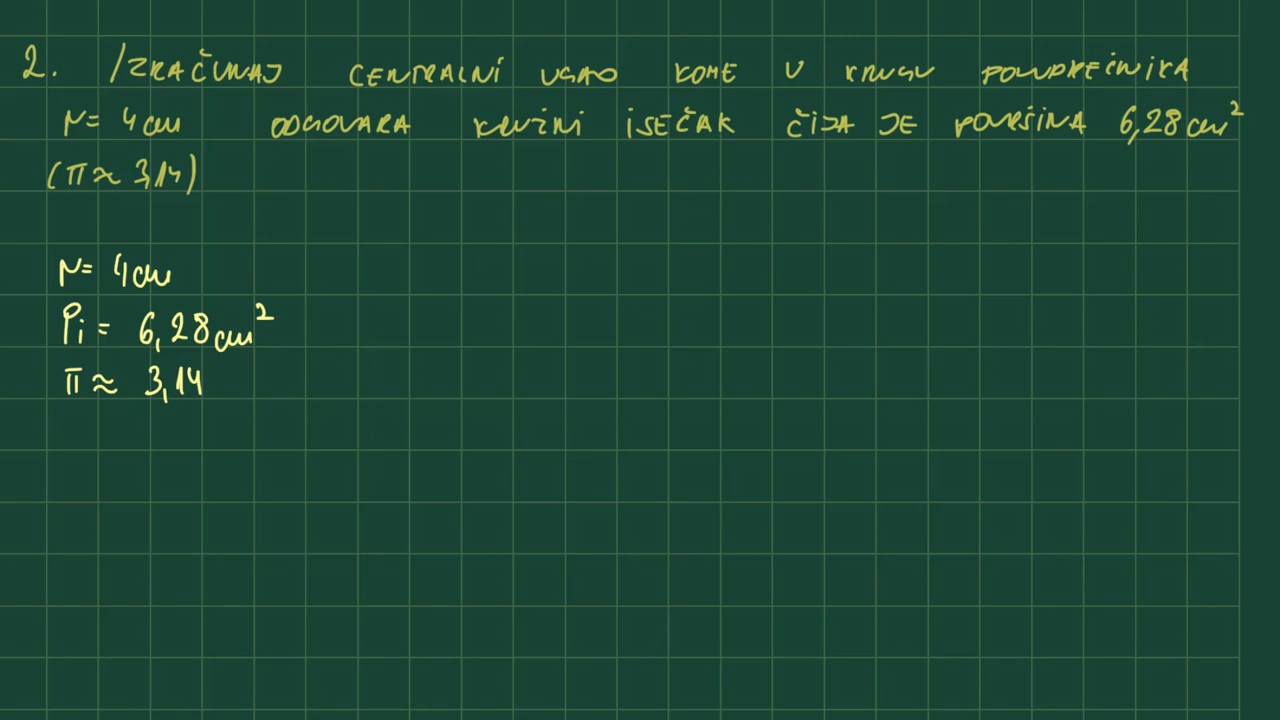 2. IZRAČUNAJ CENTRALNI UGAO KOME U KRUGU POLUPREČNIKA
r= 4cm ODGOVARA KRUŽNI ISEČAK ČIJA JE POVRŠINA 6,28cm²
(π≈ 3,14)
r= 4cm
Pi = 6,28cm²
π≈ 3,14